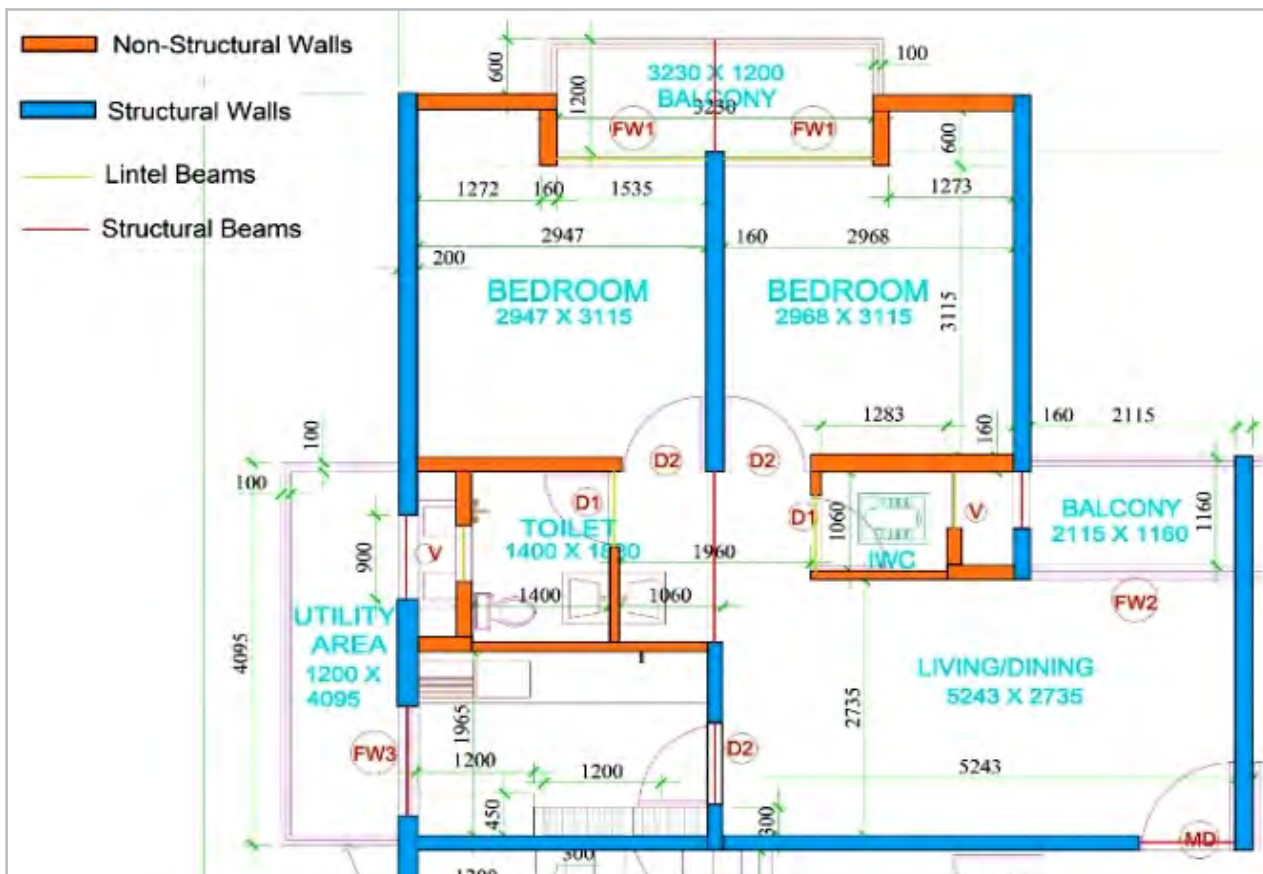 Non-Structural Walls
Structural Walls
Lintel Beams
Structural Beams
600
1200
3230 X 1200
BALCONY
3230
100
FW1
FW1
600
1272
160
1535
1273
2947
160
2968
200
BEDROOM
2947 X 3115
BEDROOM
2968 X 3115
3115
1283
160
160
2115
100
100
D2
D2
D1
TOILET
1400 X
D1
1060
IWC
V
BALCONY
2115 X 1160
1160
900
V
1960
1400
1060
FW2
UTILITY
AREA
1200 X
4095
4095
LIVING/DINING
5243 X 2735
2735
1965
FW3
1200
1200
D2
5243
450
300
MD
300
1200